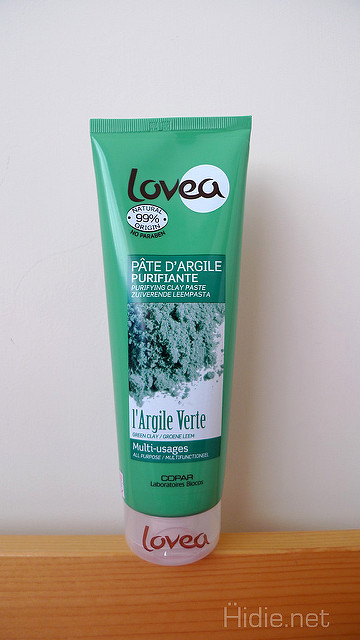 Lovea
NATURAL
99%
ORIGIN
NO PARABEN
PÂTE D'ARGILE
PURIFIANTE
PURIFYING CLAY PASTE
ZUIVERENDE LEEMPASTA
l'Argile Verte
GREEN CLAY / GROENE LEEM
Multi-usages
ALL PURPOSE / MULTIFUNCTIONEEL
COPAR
Laboratoires Biocos
lovea
Hidie.net